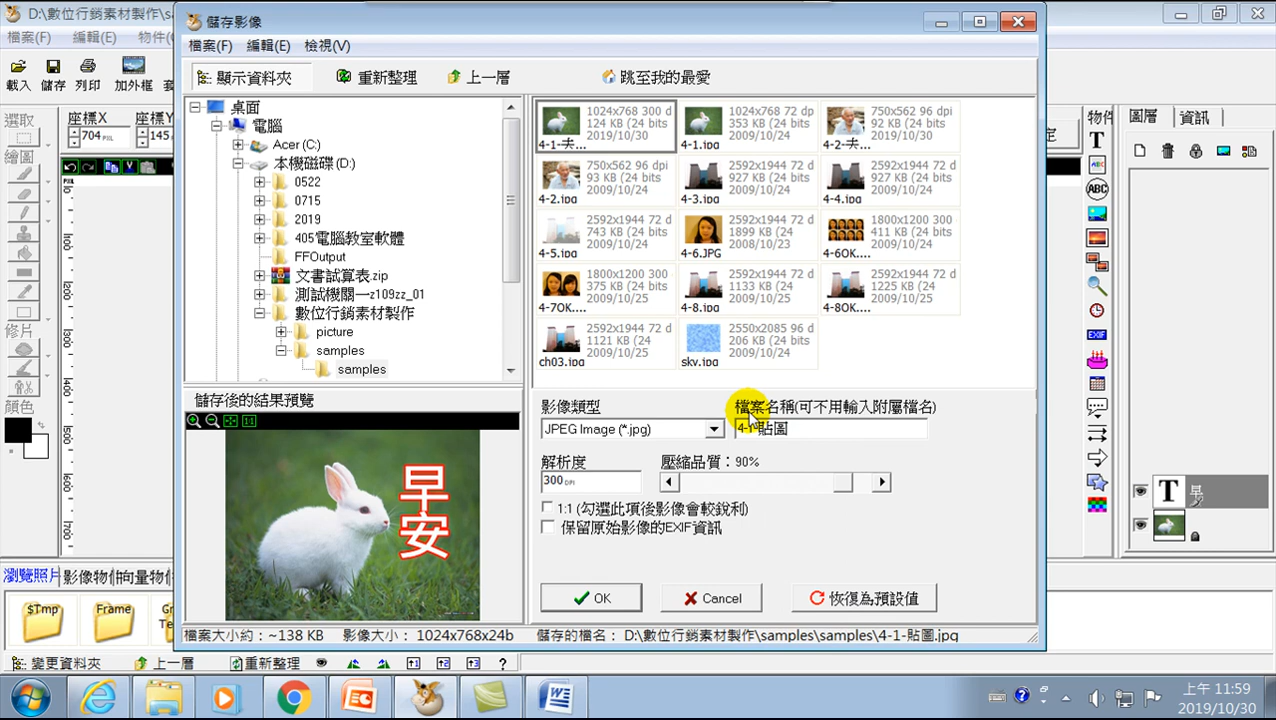 D:\數位行銷素材製作\sa
檔案(F) 編輯(E) 物件(
載入 儲存 列印 加外框 套
選取
座標X 座標Y
704 PIXL 145.
繪圖
修片
顏色
儲存影像
檔案(F) 編輯(E) 檢視(V)
顯示資料夾 重新整理 上一層 跳至我的最愛
桌面
電腦
Acer (C:)
本機磁碟 (D:)
0522
0715
2019
405電腦教室軟體
FFOutput
文書試算表.zip
測試機關一z109zz_01
數位行銷素材製作
picture
samples
samples
1024x768 300 d
124 KB (24 bits
2019/10/30
4-1-夫...
1024x768 72 dp
353 KB (24 bits
2009/10/24
4-1.jpg
750x562 96 dpi
92 KB (24 bits
2019/10/30
4-2-夫...
750x562 96 dpi
93 KB (24 bits
2009/10/24
4-2.jpg
2592x1944 72 d
927 KB (24 bits
2009/10/24
4-3.jpg
2592x1944 72 d
927 KB (24 bits
2009/10/24
4-4.jpg
2592x1944 72 d
743 KB (24 bits
2009/10/24
4-5.jpg
2592x1944 72 d
1899 KB (24 bits
2008/10/23
4-6.JPG
1800x1200 300
411 KB (24 bits
2009/10/24
4-6OK....
1800x1200 300
375 KB (24 bits
2009/10/25
4-7OK....
2592x1944 72 d
1133 KB (24 bits
2009/10/25
4-8.jpg
2592x1944 72 d
1225 KB (24 bits
2009/10/25
4-8OK....
2592x1944 72 d
1121 KB (24 bits
2009/10/25
ch03.jpg
2550x2085 96 d
206 KB (24 bits
2009/10/24
sky.jpg
儲存後的結果預覽
早安
影像類型
JPEG Image (*.jpg)
檔案名稱(可不用輸入附屬檔名)
4-1-貼圖
解析度
300 DPI
壓縮品質：90%
1:1 (勾選此項後影像會較銳利)
保留原始影像的EXIF資訊
OK Cancel 恢復為預設值
檔案大小約：~138 KB 影像大小： 1024x768x24b 儲存的檔名： D:\數位行銷素材製作\samples\samples\4-1-貼圖.jpg
定
物件
T
ABC
ABC
EXIF
圖層 資訊
T
瀏覽照片 影像物件 向量物
$Tmp Frame
變更資料夾 上一層 重新整理 1 2 3 ?
上午 11:59
2019/10/30